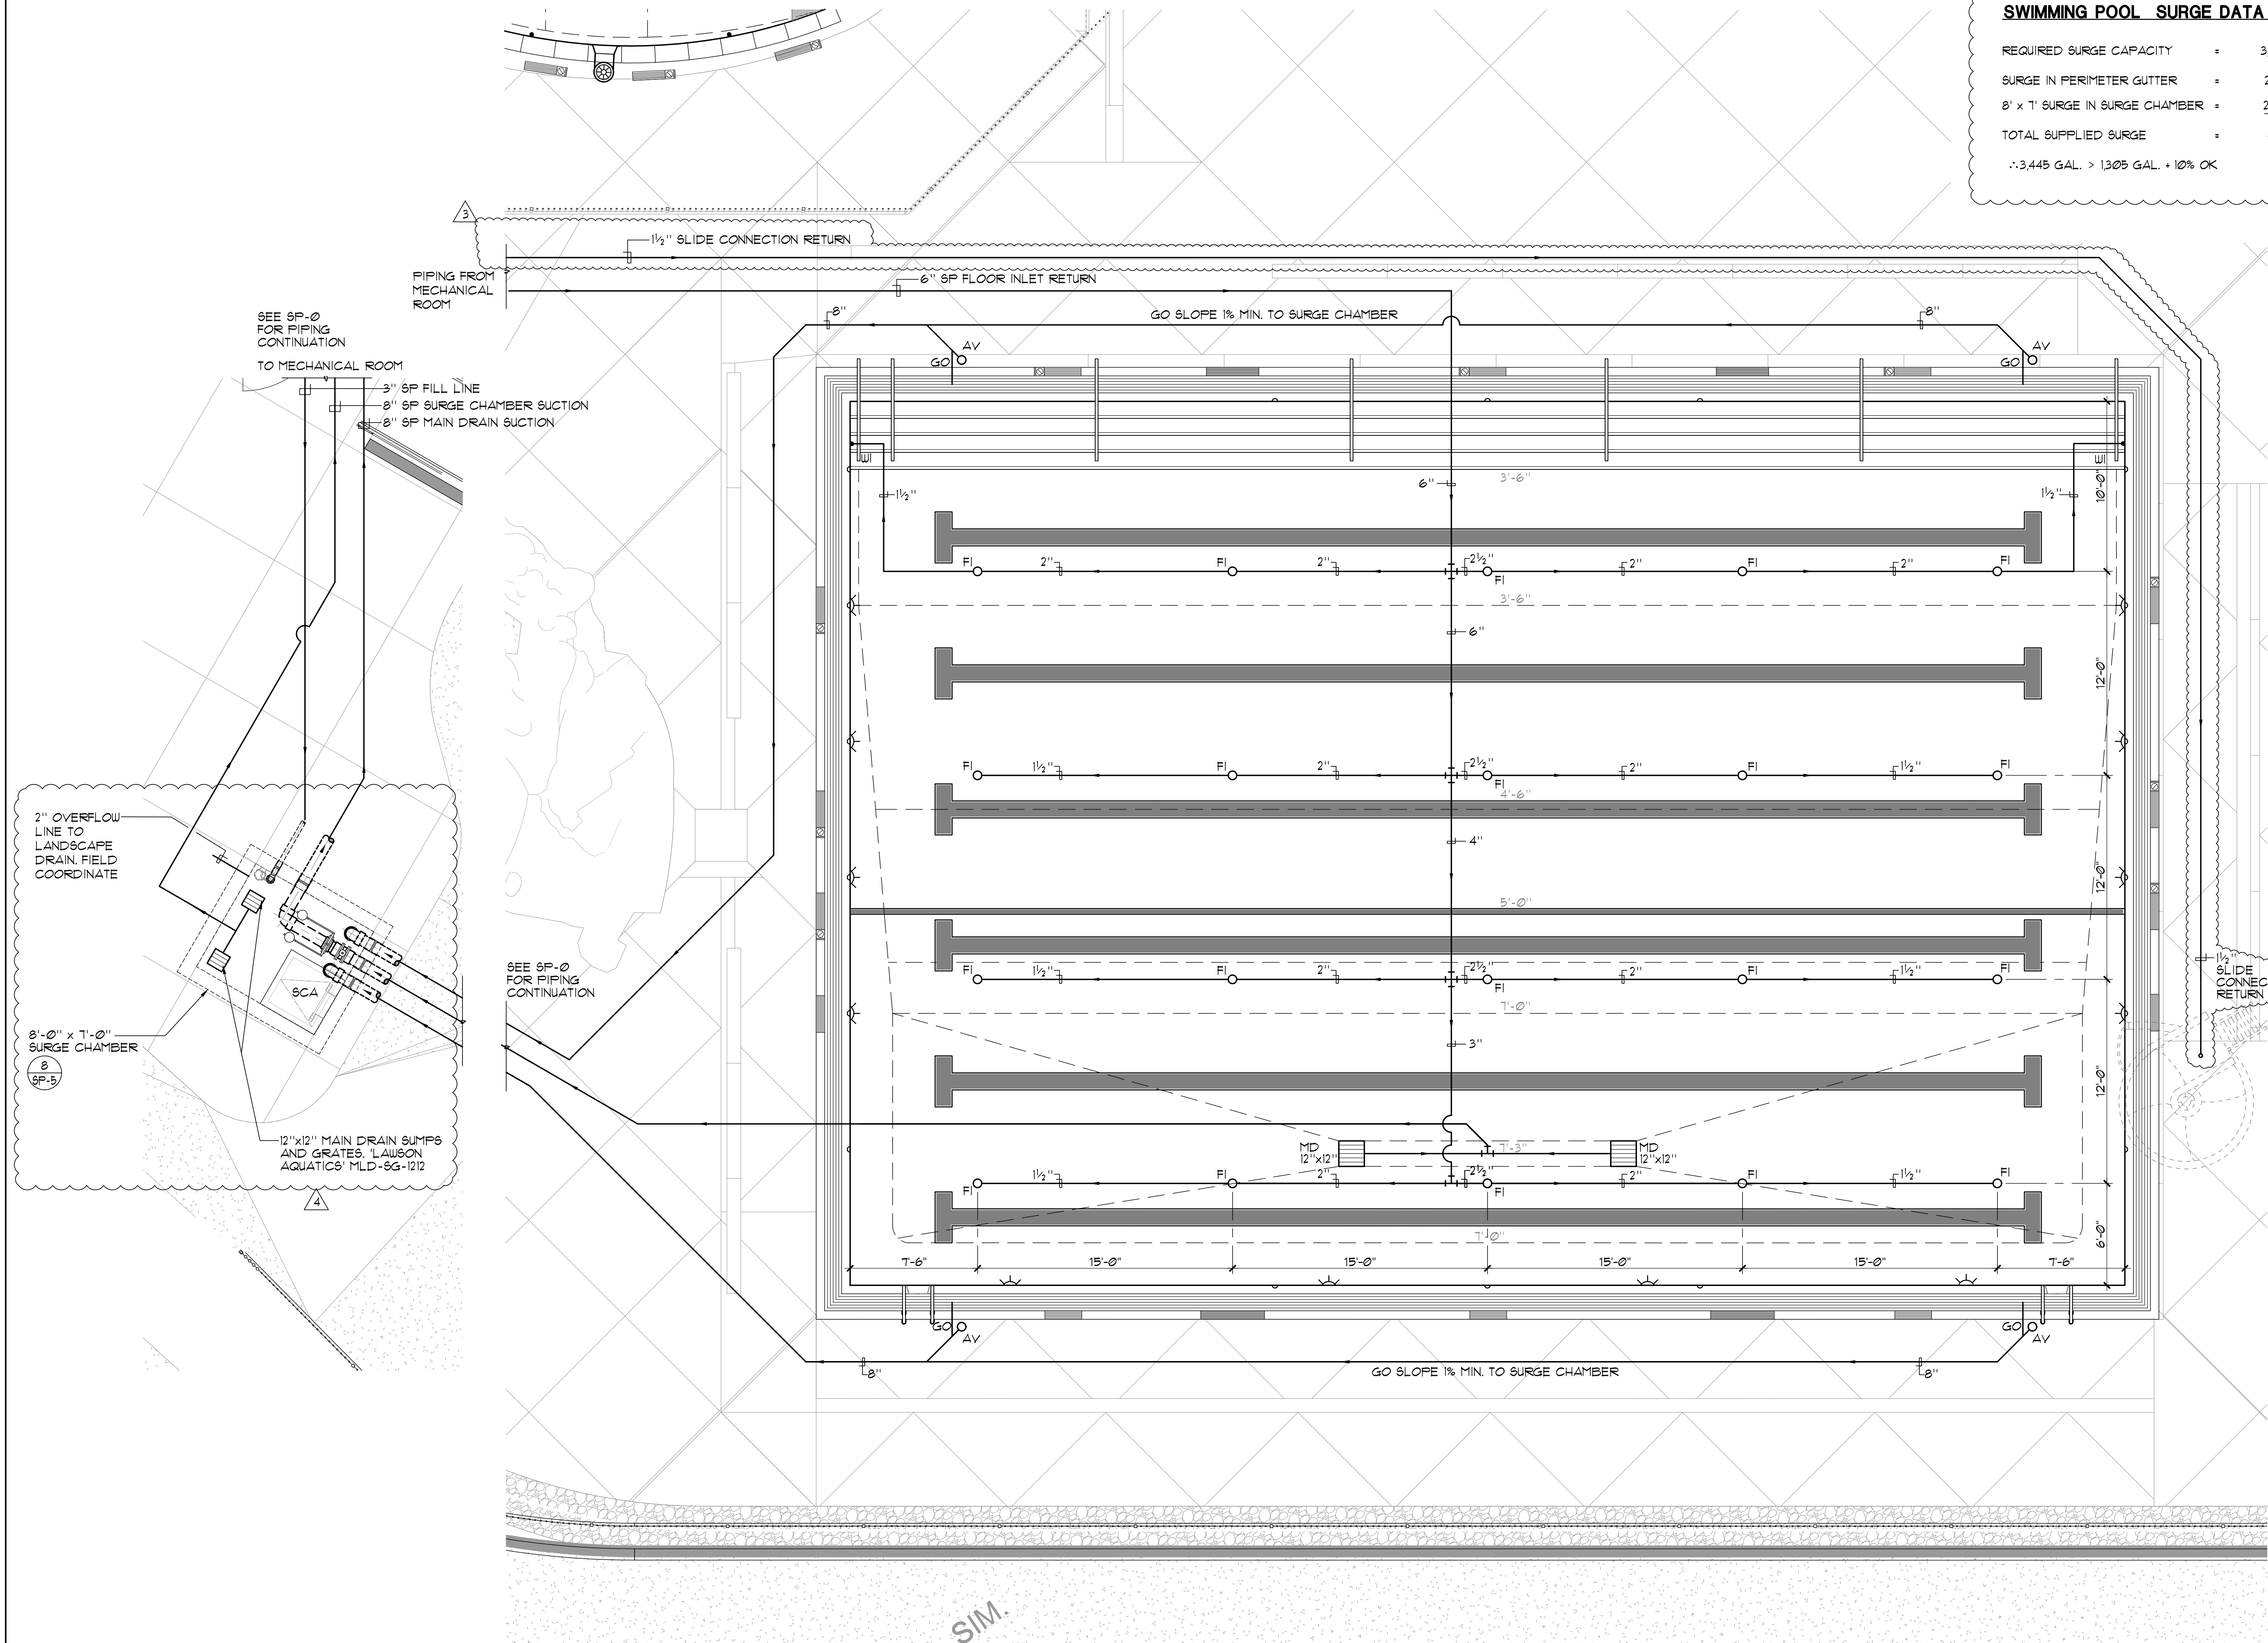 SWIMMING POOL SURGE DATA
REQUIRED SURGE CAPACITY =
SURGE IN PERIMETER GUTTER =
8' x 7' SURGE IN SURGE CHAMBER =
TOTAL SUPPLIED SURGE =
∴3,445 GAL. > 1,305 GAL. + 10% OK
3
1½" SLIDE CONNECTION RETURN
PIPING FROM
MECHANICAL
ROOM
6" SP FLOOR INLET RETURN
8"
GO SLOPE 1% MIN. TO SURGE CHAMBER
8"
SEE SP-Ø
FOR PIPING
CONTINUATION
TO MECHANICAL ROOM
3" SP FILL LINE
8" SP SURGE CHAMBER SUCTION
8" SP MAIN DRAIN SUCTION
GO
AV
GO
AV
WI
WI
3'-6"
6"
1½"
1½"
10'-0"
FI
2"
FI
2"
2½"
FI
2"
FI
2"
FI
3'-6"
6"
12'-0"
FI
1½"
FI
2"
2½"
FI
2"
FI
1½"
FI
4'-6"
4"
12'-0"
5'-0"
FI
1½"
FI
2"
2½"
FI
2"
FI
1½"
FI
7'-0"
3"
12'-0"
MD
12"x12"
7'-3"
MD
12"x12"
FI
1½"
FI
2"
2½"
FI
2"
FI
1½"
FI
7'-0"
6'-0"
7'-6"
15'-0"
15'-0"
15'-0"
15'-0"
7'-6"
GO
AV
GO
AV
8"
GO SLOPE 1% MIN. TO SURGE CHAMBER
8"
1½"
SLIDE
RETURN
2" OVERFLOW
LINE TO
LANDSCAPE
DRAIN. FIELD
COORDINATE
SCA
8'-0" x 7'-0"
SURGE CHAMBER
8
SP-5
12"x12" MAIN DRAIN SUMPS
AND GRATES. 'LAWSON
AQUATICS' MLD-SG-1212
4
SEE SP-Ø
FOR PIPING
CONTINUATION
SIM.